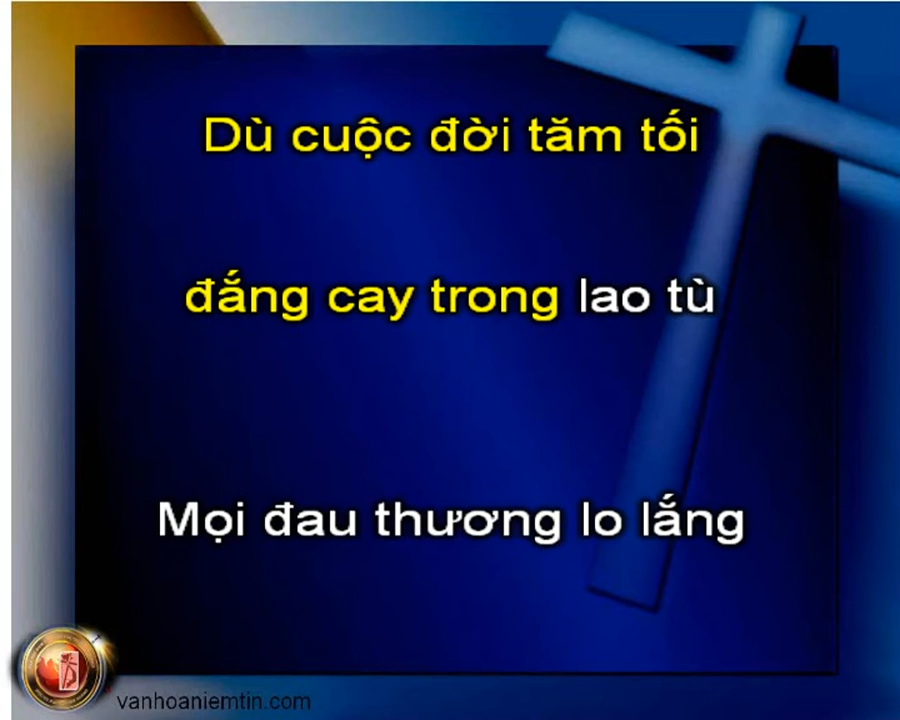 Dù cuộc đời tăm tối
đắng cay trong lao tù
Mọi đau thương lo lắng
vanhoaniemtin.com